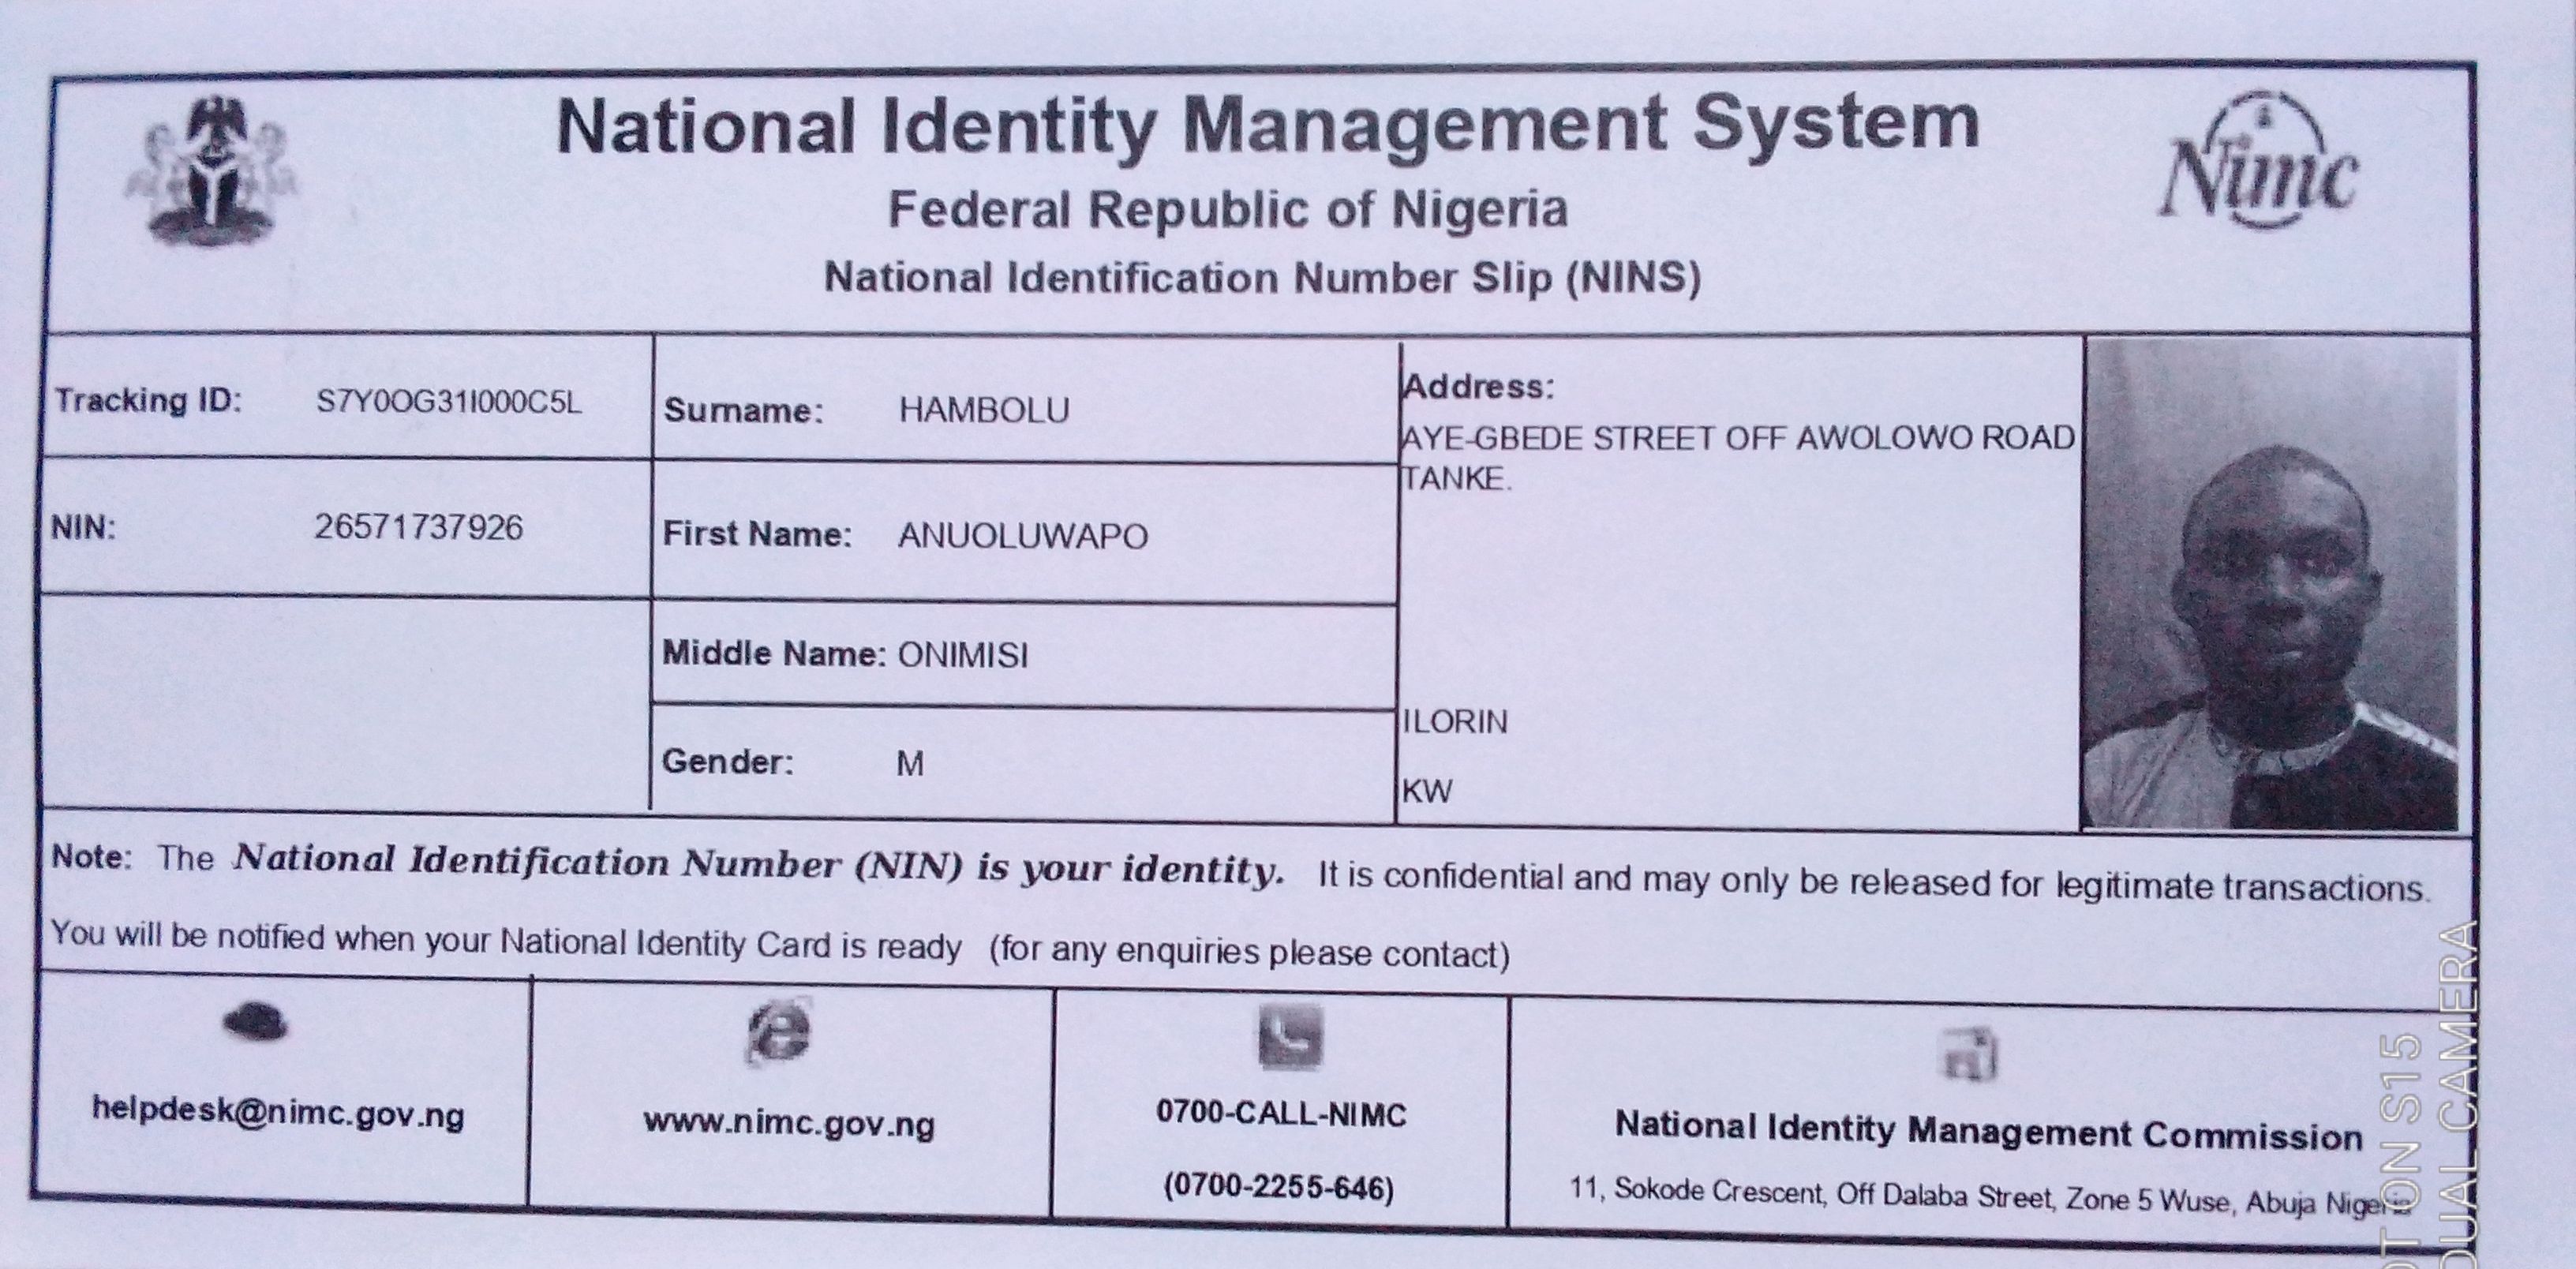 National Identity Management System
Federal Republic of Nigeria
National Identification Number Slip (NINS)
Nimc
Tracking ID: S7Y0OG31I000C5L
Surname: HAMBOLU
Address:
AYE-GBEDE STREET OFF AWOLOWO ROAD
TANKE.
NIN: 26571737926
First Name: ANUOLUWAPO
Middle Name: ONIMISI
ILORIN
Gender: M
KW
Note: The National Identification Number (NIN) is your identity. It is confidential and may only be released for legitimate transactions.
You will be notified when your National Identity Card is ready (for any enquiries please contact)
helpdesk@nimc.gov.ng
www.nimc.gov.ng
0700-CALL-NIMC
(0700-2255-646)
National Identity Management Commission
11, Sokode Crescent, Off Dalaba Street, Zone 5 Wuse, Abuja Nigeria
ON S15
DUAL CAMERA